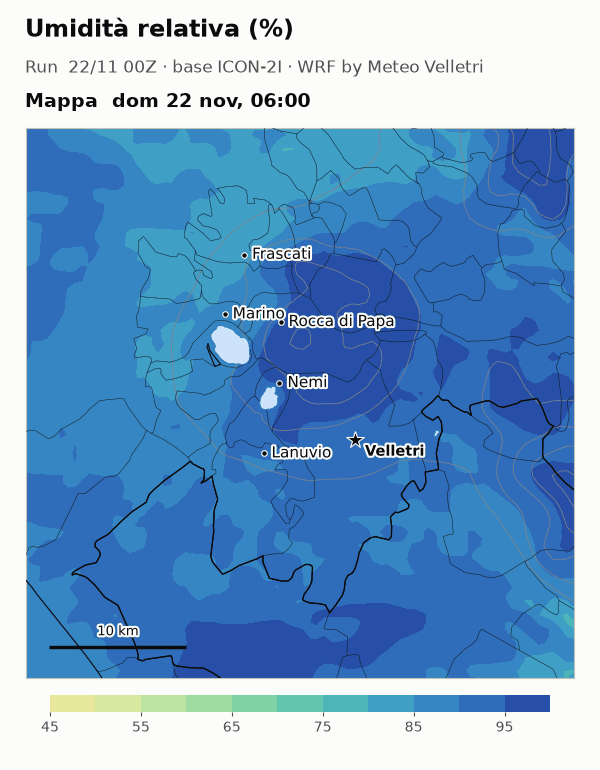 Umidità relativa (%)
Run  22/11 00Z · base ICON-2I · WRF by Meteo Velletri
Mappa  dom 22 nov, 06:00
Frascati
Marino
Rocca di Papa
Nemi
Velletri
Lanuvio
10 km
45 55 65 75 85 95